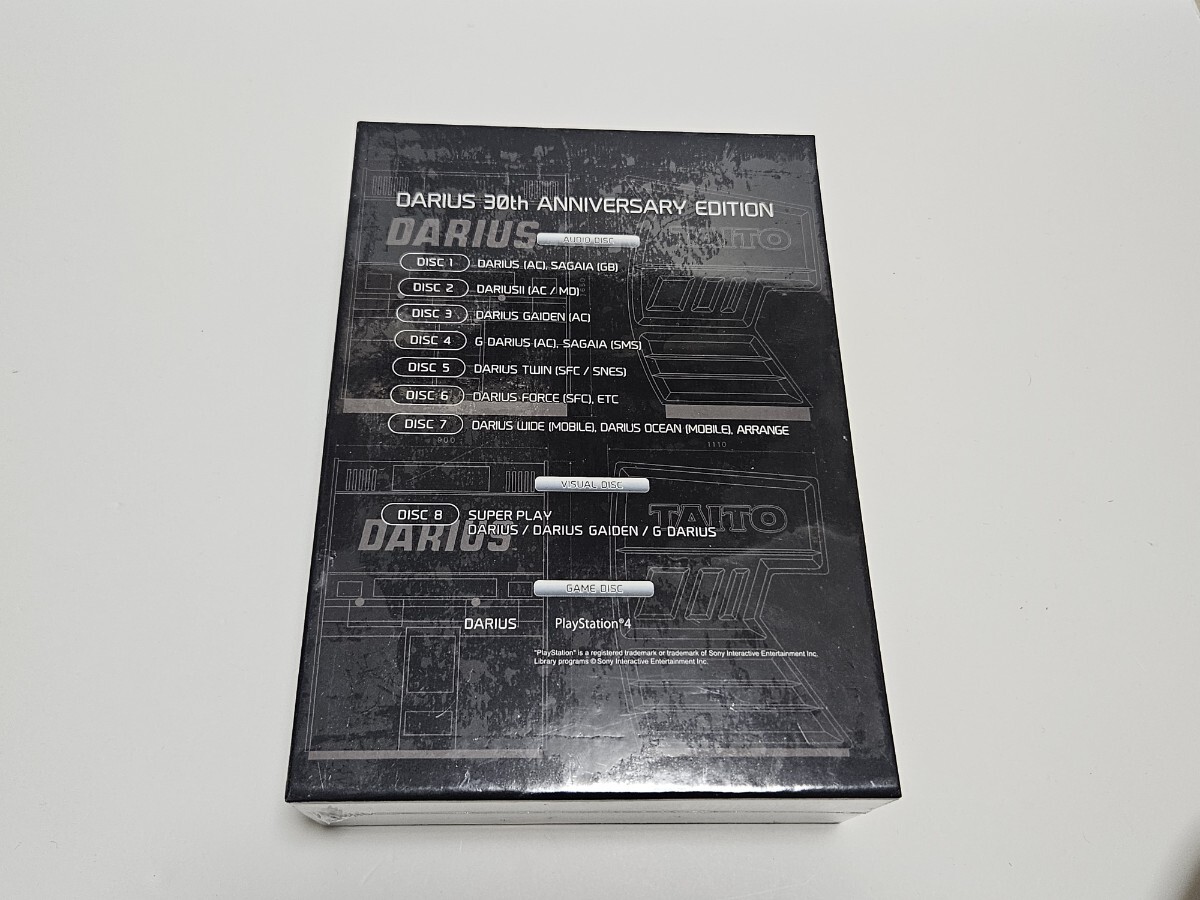 DARIUS 30th ANNIVERSARY EDITION
DARIUS
TAITO
AUDIO DISC
DISC 1 DARIUS (AC), SAGAIA (GB)
DISC 2 DARIUSII (AC / MD)
DISC 3 DARIUS GAIDEN (AC)
DISC 4 G DARIUS (AC), SAGAIA (SMS)
DISC 5 DARIUS TWIN (SFC / SNES)
DISC 6 DARIUS FORCE (SFC), ETC
DISC 7 DARIUS WIDE (MOBILE), DARIUS OCEAN (MOBILE), ARRANGE
900
1110
VISUAL DISC
DISC 8 SUPER PLAY
DARIUS / DARIUS GAIDEN / G DARIUS
DARIUS
TAITO
GAME DISC
DARIUS PlayStation®4
"PlayStation" is a registered trademark or trademark of Sony Interactive Entertainment Inc.
Library programs ©Sony Interactive Entertainment Inc.